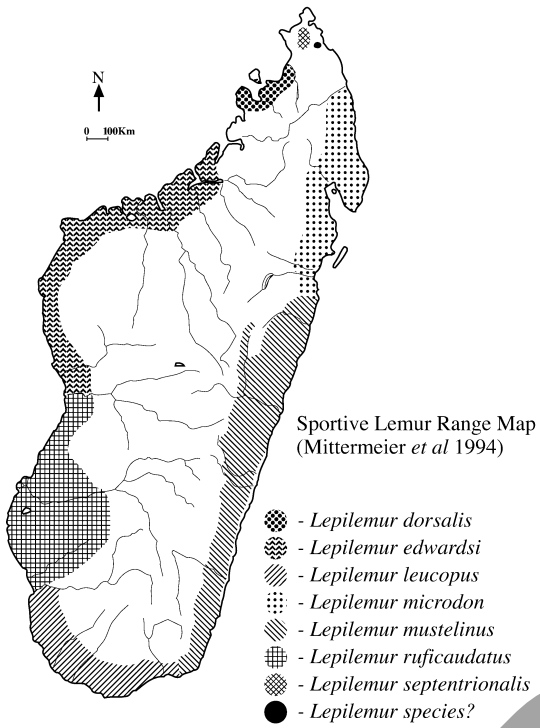 N
0 100Km
Sportive Lemur Range Map
(Mittermeier et al 1994)
- Lepilemur dorsalis
- Lepilemur edwardsi
- Lepilemur leucopus
- Lepilemur microdon
- Lepilemur mustelinus
- Lepilemur ruficaudatus
- Lepilemur septentrionalis
- Lepilemur species?